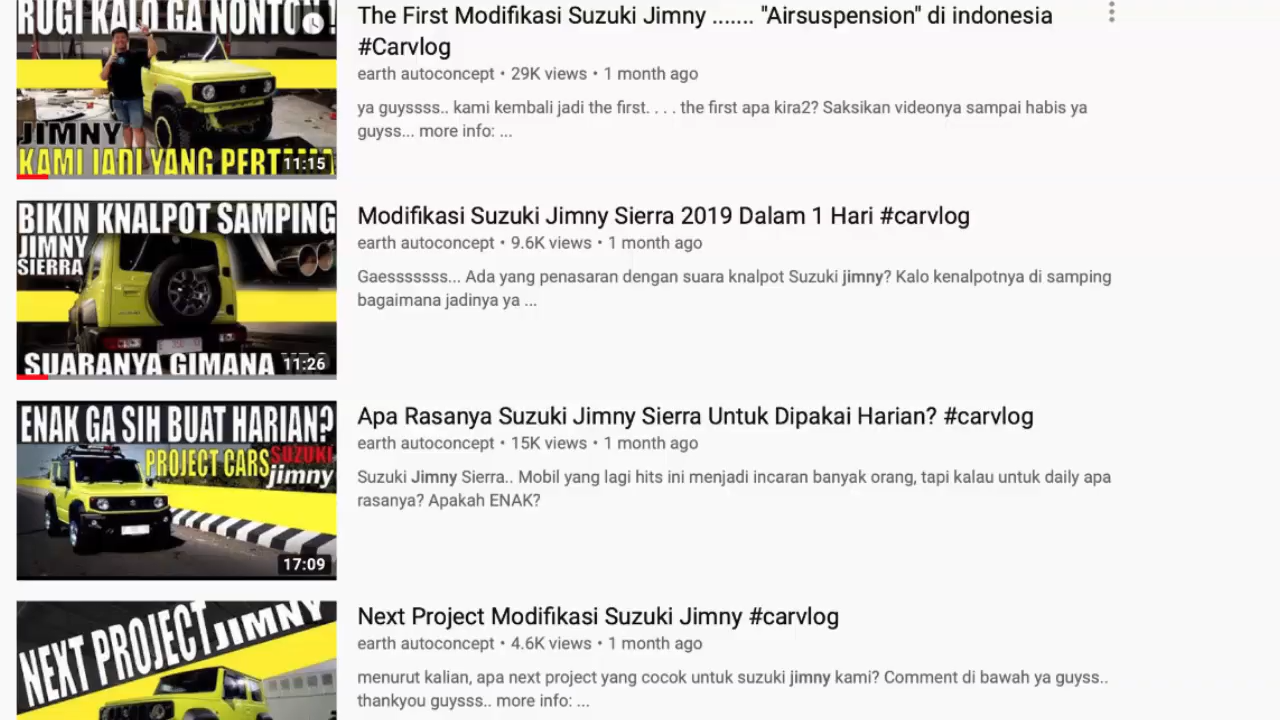 RUGI KALO GA NONTON!
JIMNY
KAMI JADI YANG PERTAMA
11:15
The First Modifikasi Suzuki Jimny ....... "Airsuspension" di indonesia
#Carvlog
earth autoconcept • 29K views • 1 month ago
ya guyssss.. kami kembali jadi the first. . . . the first apa kira2? Saksikan videonya sampai habis ya
guyss... more info: ...
BIKIN KNALPOT SAMPING
JIMNY
SIERRA
SUARANYA GIMANA
11:26
Modifikasi Suzuki Jimny Sierra 2019 Dalam 1 Hari #carvlog
earth autoconcept • 9.6K views • 1 month ago
Gaesssssss... Ada yang penasaran dengan suara knalpot Suzuki jimny? Kalo kenalpotnya di samping
bagaimana jadinya ya ...
ENAK GA SIH BUAT HARIAN?
PROJECT CARS SUZUKI
jimny
17:09
Apa Rasanya Suzuki Jimny Sierra Untuk Dipakai Harian? #carvlog
earth autoconcept • 15K views • 1 month ago
Suzuki Jimny Sierra.. Mobil yang lagi hits ini menjadi incaran banyak orang, tapi kalau untuk daily apa
rasanya? Apakah ENAK?
NEXT PROJECT JIMNY
Next Project Modifikasi Suzuki Jimny #carvlog
earth autoconcept • 4.6K views • 1 month ago
menurut kalian, apa next project yang cocok untuk suzuki jimny kami? Comment di bawah ya guyss..
thankyou guysss.. more info: ...